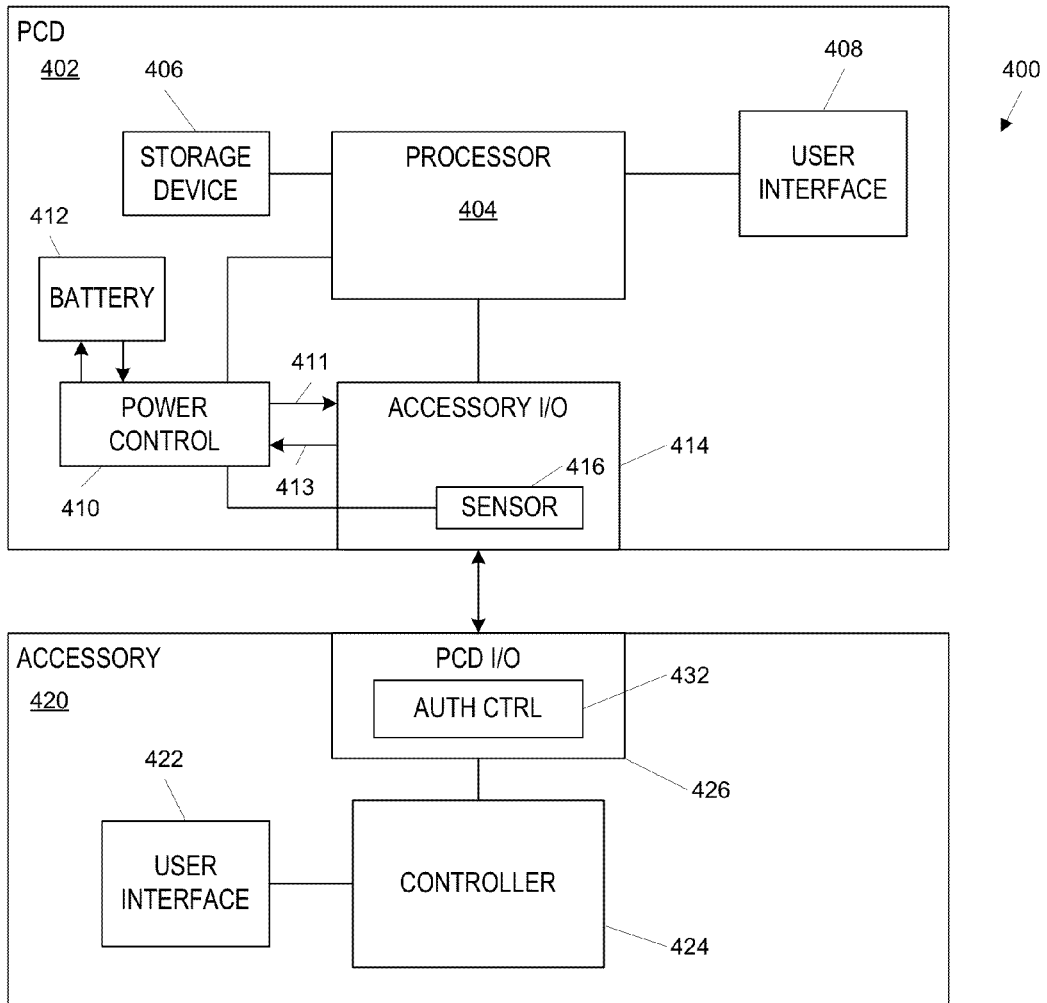 PCD
402
406
408
400
STORAGE
DEVICE
PROCESSOR
404
USER
INTERFACE
412
BATTERY
411
POWER
CONTROL
ACCESSORY I/O
414
413
416
410
SENSOR
ACCESSORY
420
PCD I/O
432
AUTH CTRL
422
426
USER
INTERFACE
CONTROLLER
424